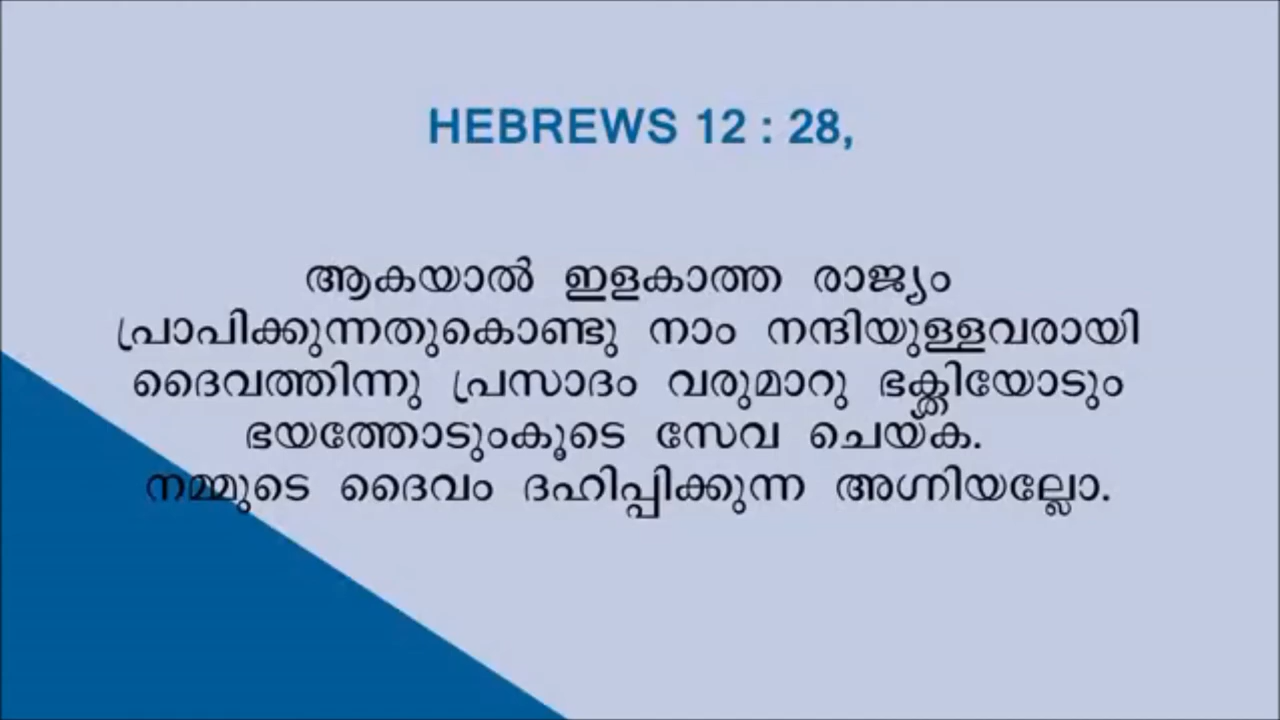 HEBREWS 12 : 28,
ആകയാൽ ഇളകാത്ത രാജ്യം
പ്രാപിക്കുന്നതുകൊണ്ടു നാം നന്ദിയുള്ളവരായി
ദൈവത്തിന്നു പ്രസാദം വരുമാറു ഭക്തിയോടും
ഭയത്തോടുംകൂടെ സേവ ചെയ്ക.
നമ്മുടെ ദൈവം ദഹിപ്പിക്കുന്ന അഗ്നിയല്ലോ.